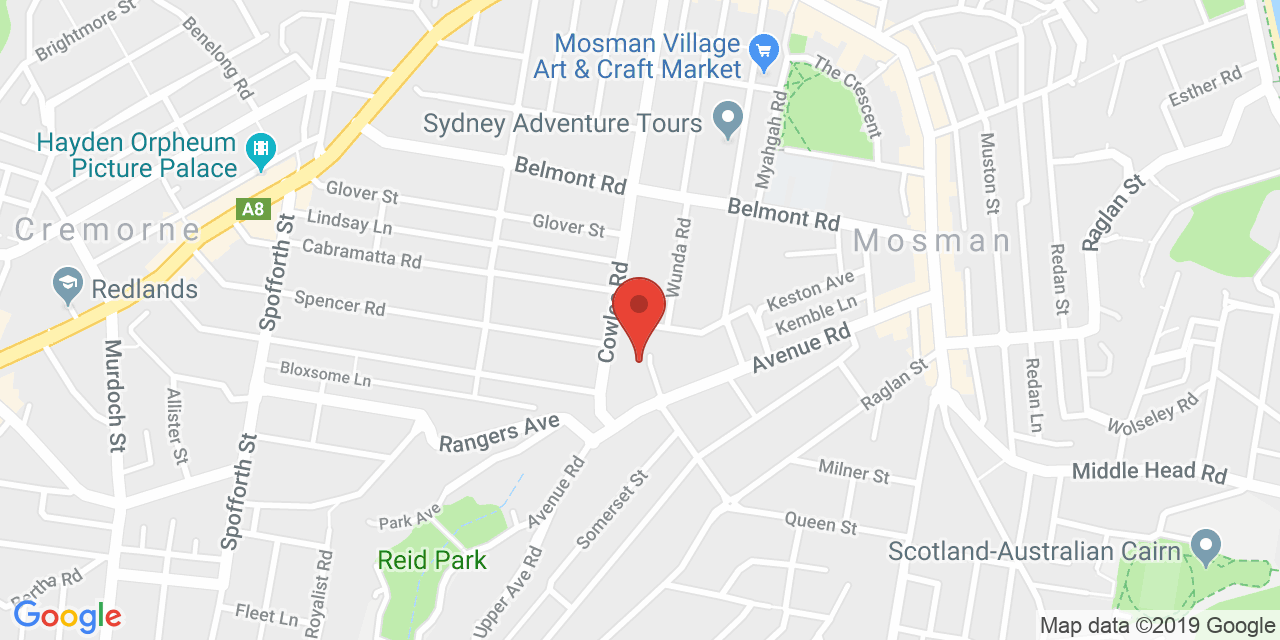 Brightmore St
Benelong Rd
Mosman Village
Art & Craft Market
The Crescent
Esther Rd
Hayden Orpheum
Picture Palace
Sydney Adventure Tours
Myahgah Rd
Muston St
Raglan St
Belmont Rd
Glover St
A8
Lindsay Ln
Glover St
Belmont Rd
Cremorne
Cabramatta Rd
Mosman
Wunda Rd
Redan St
Redlands
Spofforth St
Spencer Rd
Keston Ave
Kemble Ln
Avenue Rd
Murdoch St
Bloxsome Ln
Raglan St
Redan Ln
Wolseley Rd
Allister St
Rangers Ave
Spofforth St
Avenue Rd
Somerset St
Milner St
Middle Head Rd
Park Ave
Queen St
Reid Park
Scotland-Australian Cairn
Royalist Rd
Upper Ave Rd
Fleet Ln
Google
Map data ©2019 Google